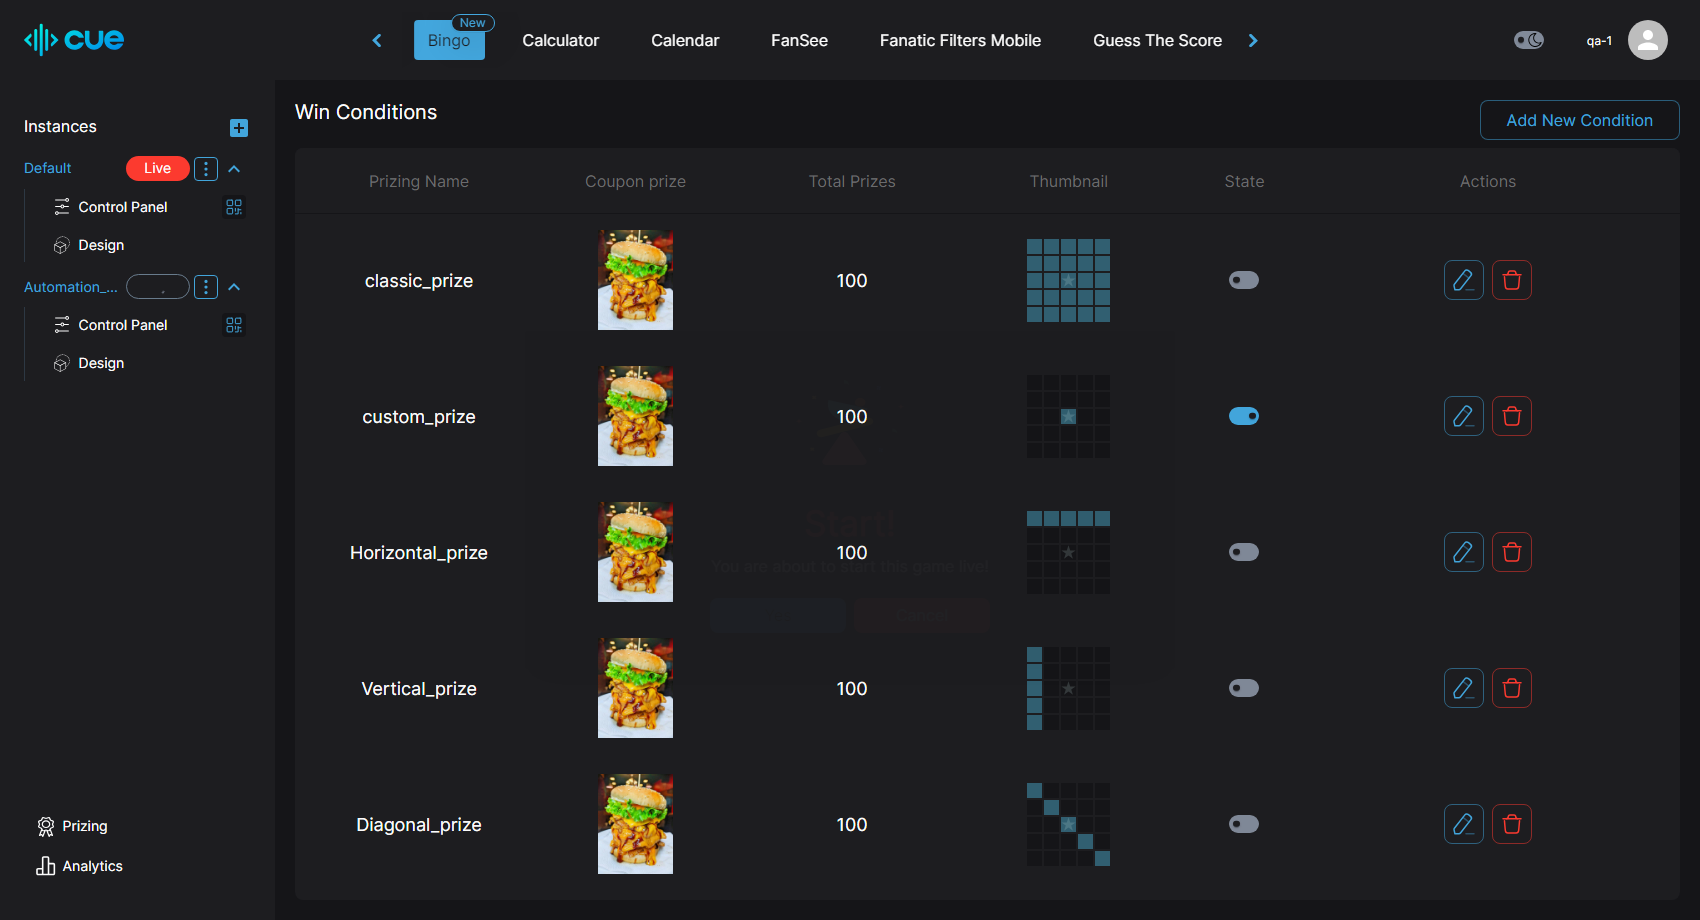 cue
New
Bingo
Calculator
Calendar
FanSee
Fanatic Filters Mobile
Guess The Score
qa-1
Instances
Default
Live
Control Panel
Design
Automation_...
Control Panel
Design
Prizing
Analytics
Win Conditions
Add New Condition
Prizing Name Coupon prize Total Prizes Thumbnail State Actions
classic_prize 100
custom_prize 100
Start!
Horizontal_prize 100
You are about to start this game live!
Vertical_prize 100
Diagonal_prize 100